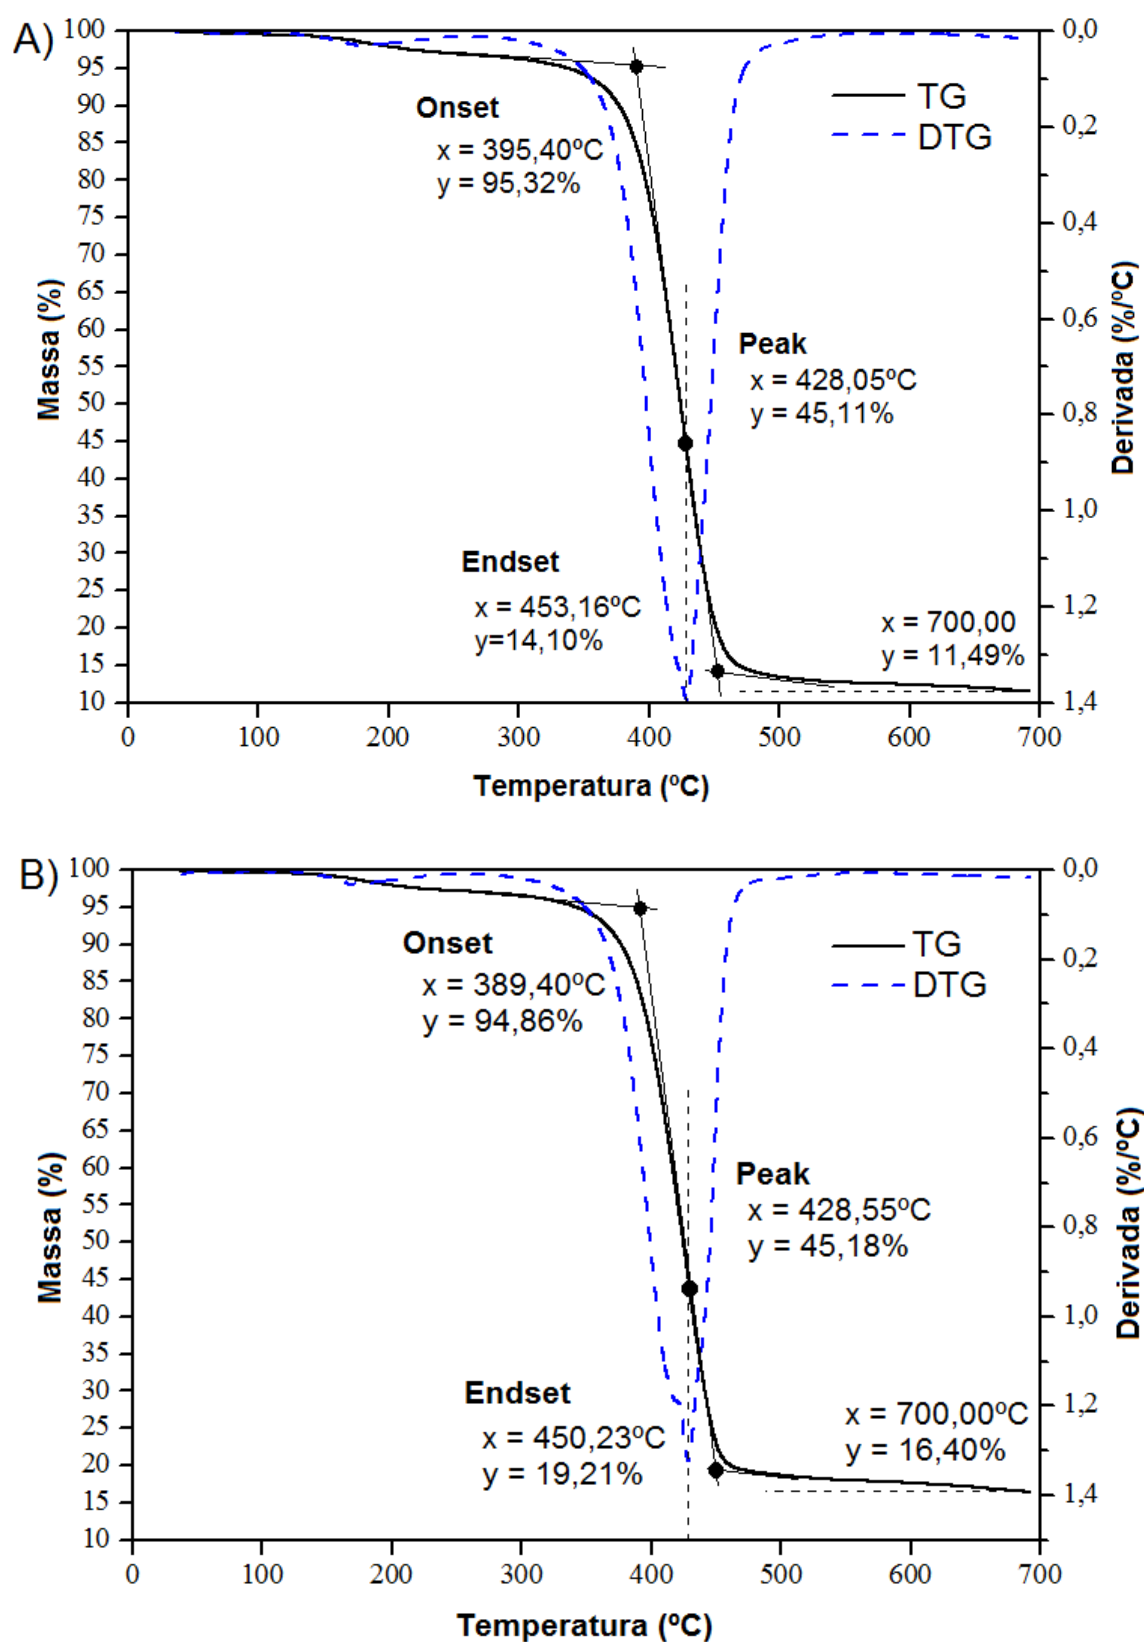 A)
100
95
90
85
80
75
70
65
60
55
50
45
40
35
30
25
20
15
10
Massa (%)
0,0
0,2
0,4
0,6
0,8
1,0
1,2
1,4
Derivada (%/ºC)
TG
DTG
Onset
x = 395,40ºC
y = 95,32%
Peak
x = 428,05ºC
y = 45,11%
Endset
x = 453,16ºC
y=14,10%
x = 700,00
y = 11,49%
0 100 200 300 400 500 600 700
Temperatura (ºC)
B)
100
95
90
85
80
75
70
65
60
55
50
45
40
35
30
25
20
15
10
Massa (%)
0,0
0,2
0,4
0,6
0,8
1,0
1,2
1,4
Derivada (%/ºC)
TG
DTG
Onset
x = 389,40ºC
y = 94,86%
Peak
x = 428,55ºC
y = 45,18%
Endset
x = 450,23ºC
y = 19,21%
x = 700,00ºC
y = 16,40%
0 100 200 300 400 500 600 700
Temperatura (ºC)